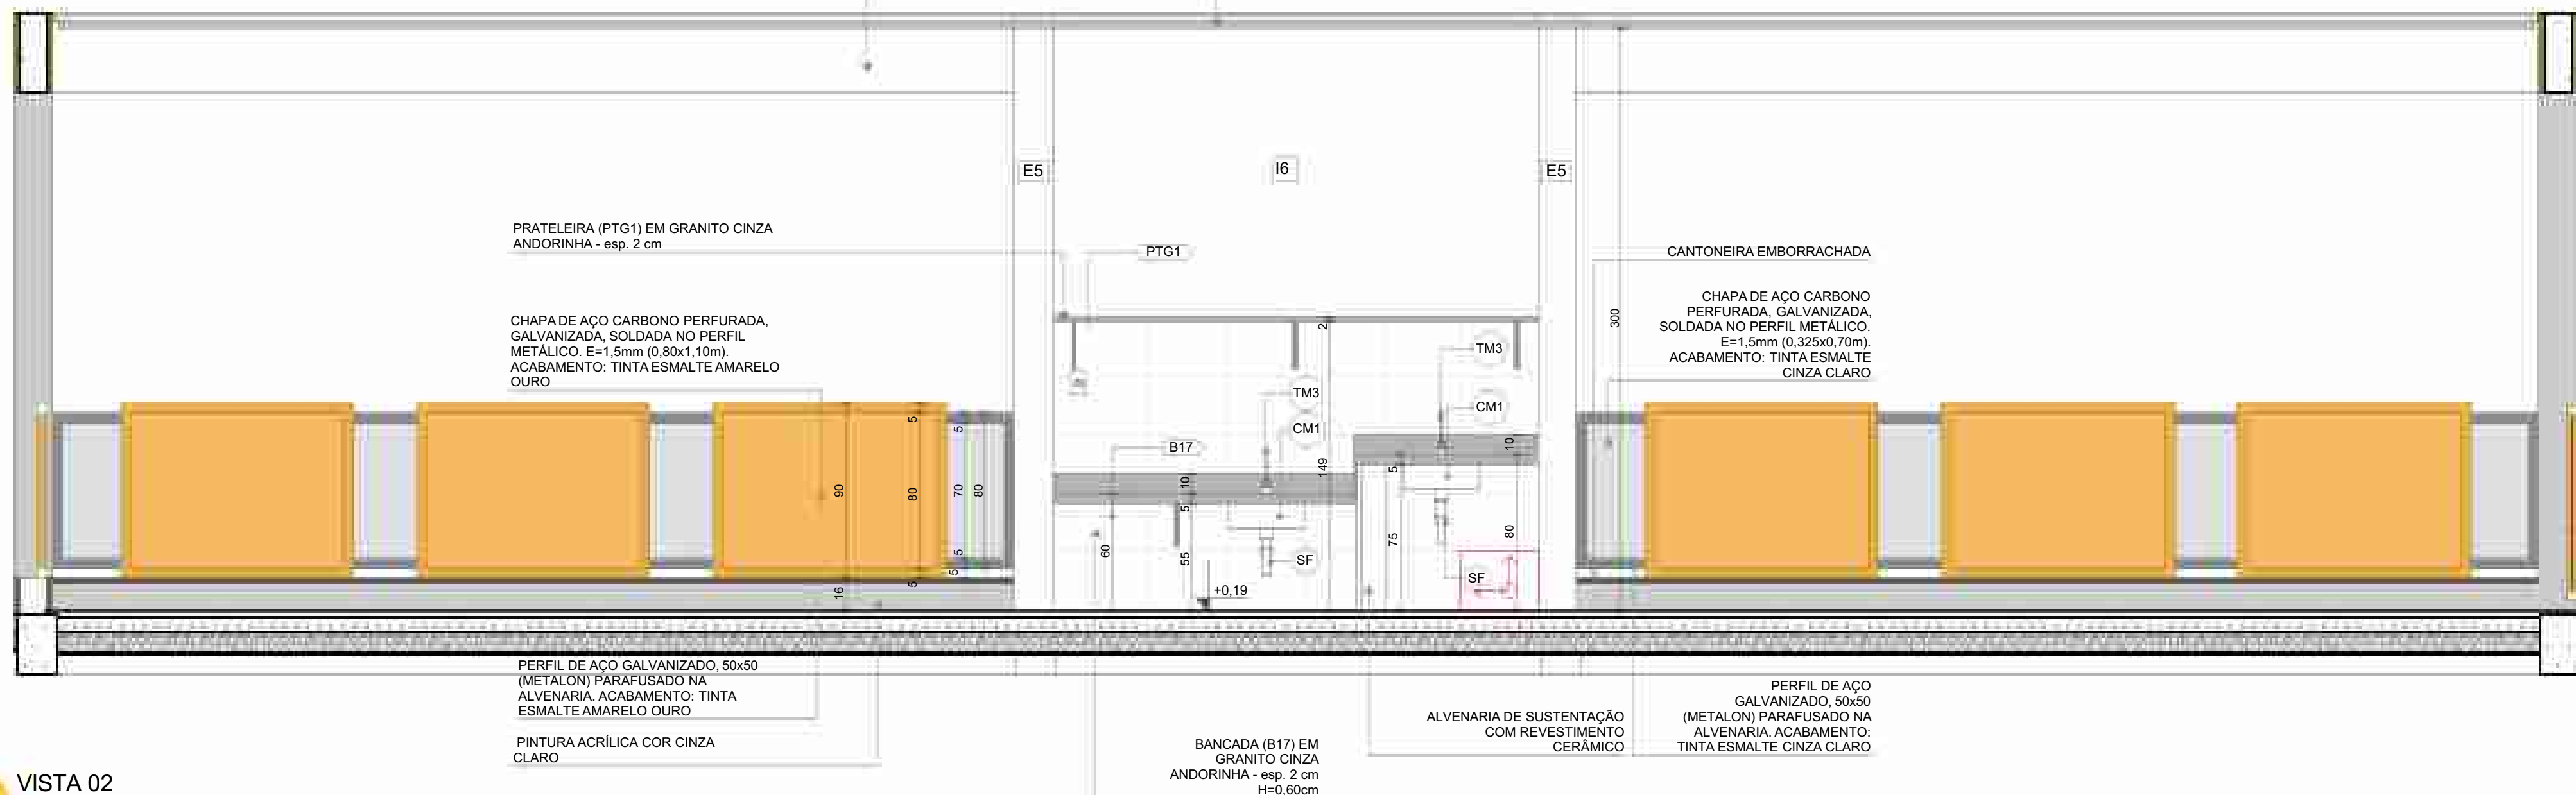 E5
I6
E5
PRATELEIRA (PTG1) EM GRANITO CINZA
ANDORINHA - esp. 2 cm
PTG1
CANTONEIRA EMBORRACHADA
CHAPA DE AÇO CARBONO PERFURADA,
GALVANIZADA, SOLDADA NO PERFIL
METÁLICO. E=1,5mm (0,80x1,10m).
ACABAMENTO: TINTA ESMALTE AMARELO
OURO
CHAPA DE AÇO CARBONO
PERFURADA, GALVANIZADA,
SOLDADA NO PERFIL METÁLICO.
E=1,5mm (0,325x0,70m).
ACABAMENTO: TINTA ESMALTE
CINZA CLARO
300
2
TM3
TM3
CM1
CM1
B17
149
10
5
10
5
60
55
75
80
SF
SF
+0,19
90
16
5
80
5
5
70
80
5
5
PERFIL DE AÇO GALVANIZADO, 50x50
(METALON) PARAFUSADO NA
ALVENARIA. ACABAMENTO: TINTA
ESMALTE AMARELO OURO
PINTURA ACRÍLICA COR CINZA
CLARO
BANCADA (B17) EM
GRANITO CINZA
ANDORINHA - esp. 2 cm
H=0.60cm
ALVENARIA DE SUSTENTAÇÃO
COM REVESTIMENTO
CERÂMICO
PERFIL DE AÇO
GALVANIZADO, 50x50
(METALON) PARAFUSADO NA
ALVENARIA. ACABAMENTO:
TINTA ESMALTE CINZA CLARO
VISTA 02